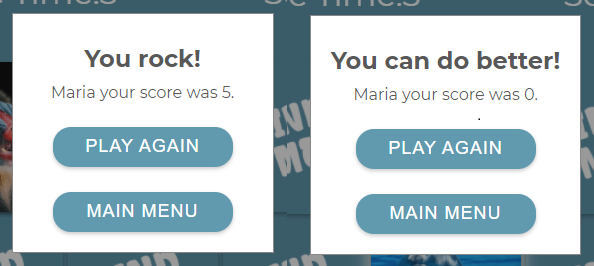 You rock!
Maria your score was 5.
PLAY AGAIN
MAIN MENU
You can do better!
Maria your score was 0.
.
PLAY AGAIN
MAIN MENU